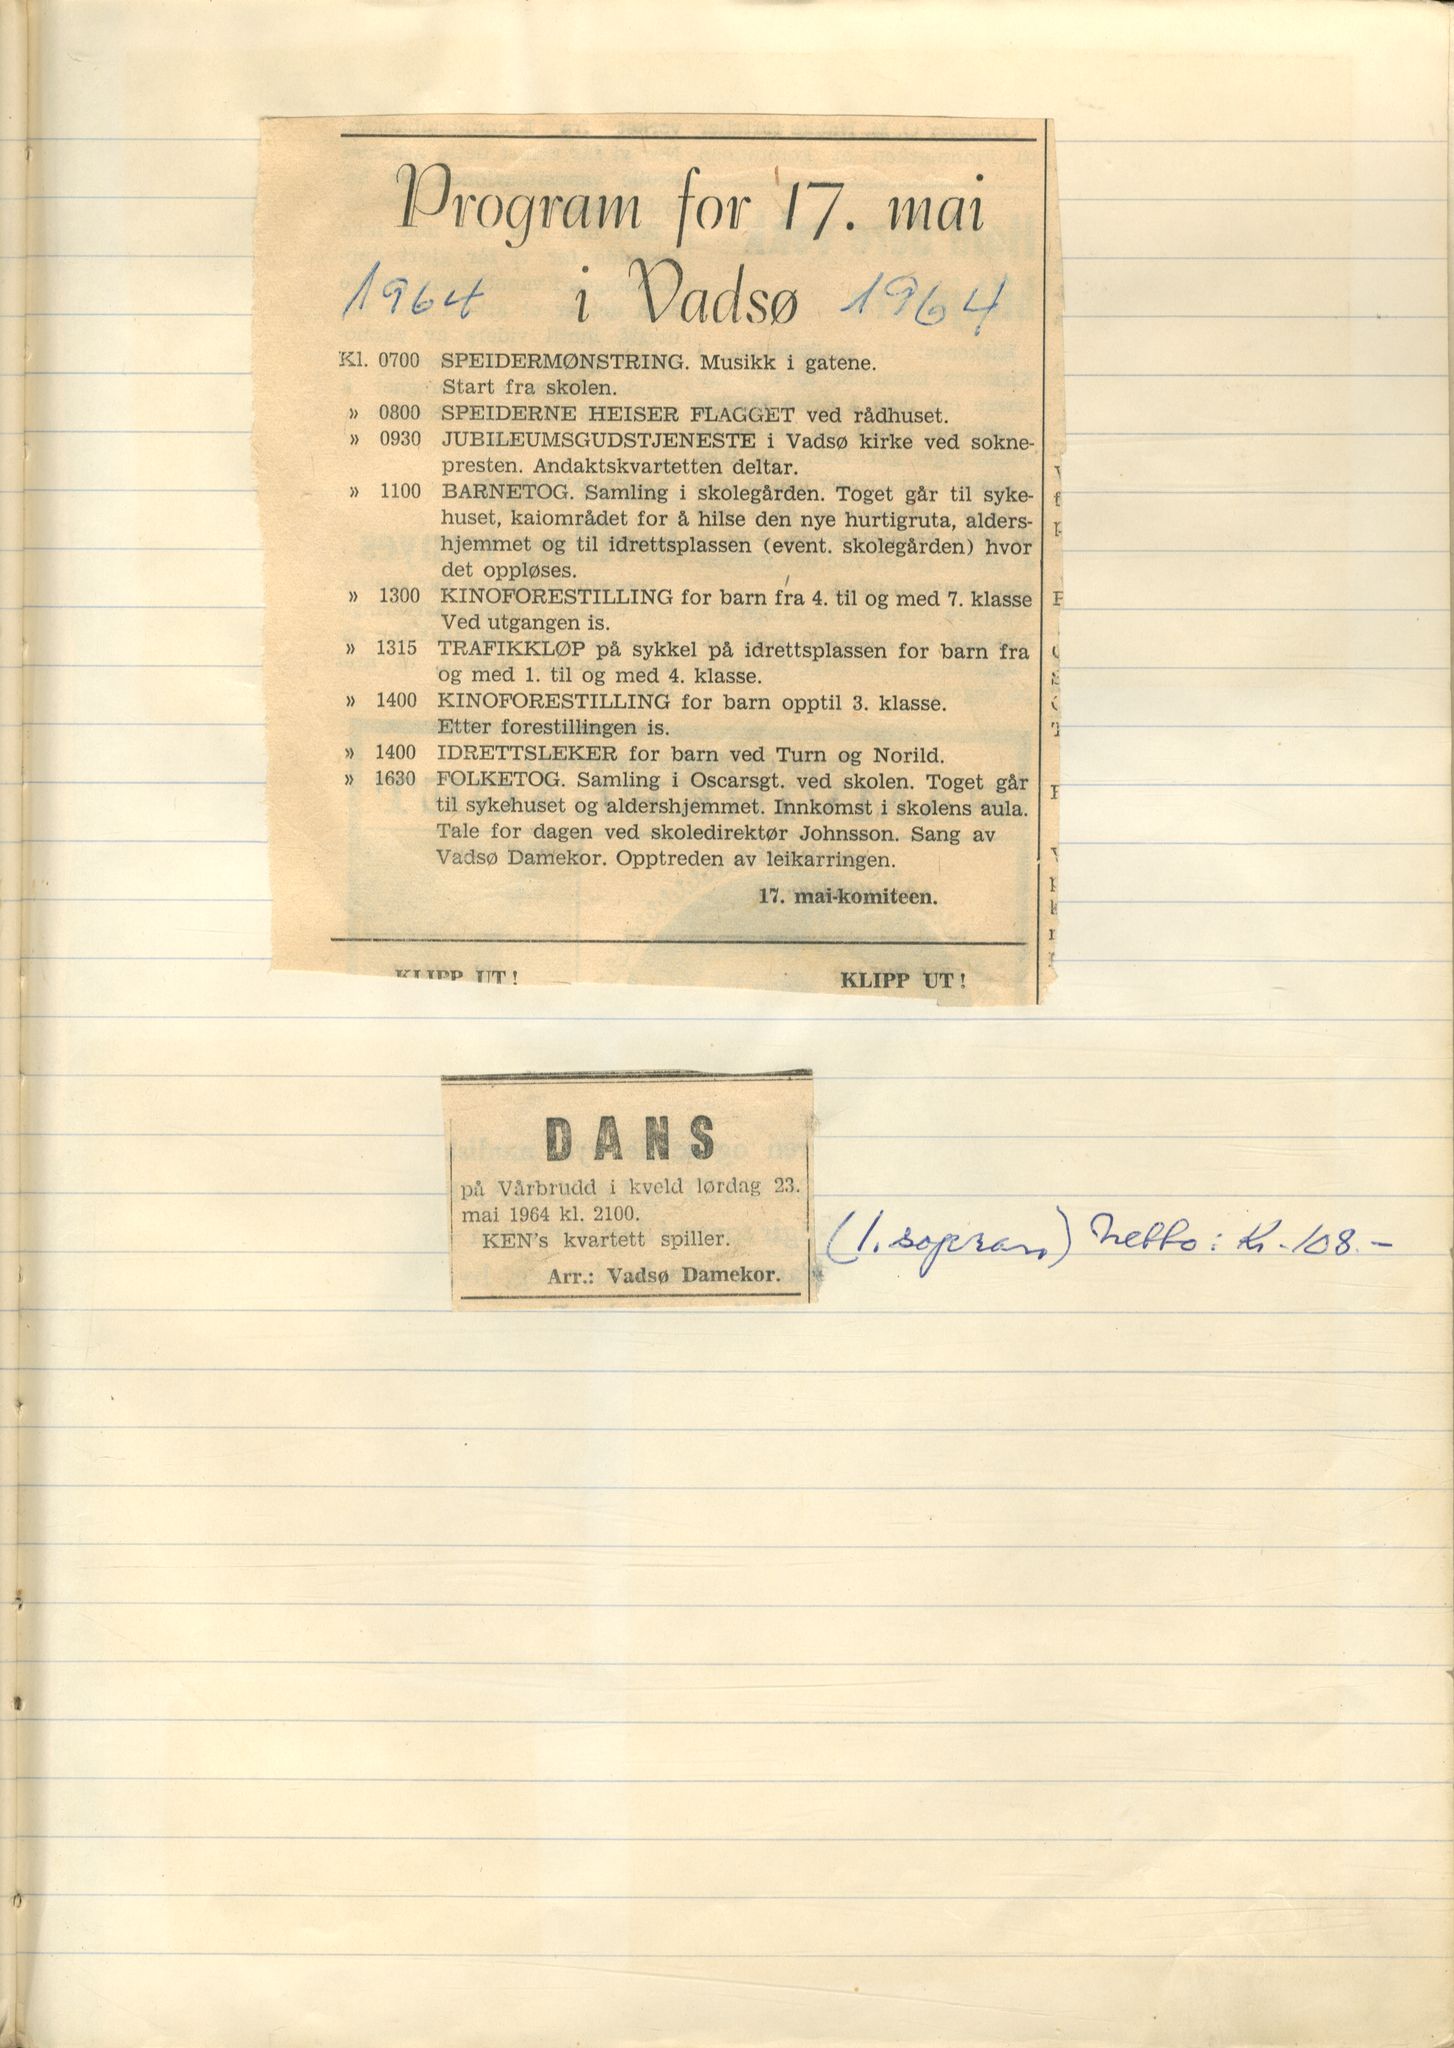 Program for 17. mai
1964 i Vadsø 1964
Kl. 0700 SPEIDERMØNSTRING. Musikk i gatene.
Start fra skolen.
» 0800 SPEIDERNE HEISER FLAGGET ved rådhuset.
» 0930 JUBILEUMSGUDSTJENESTE i Vadsø kirke ved sokne-
presten. Andaktskvartetten deltar.
» 1100 BARNETOG. Samling i skolegården. Toget går til syke-
huset, kaiområdet for å hilse den nye hurtigruta, alders-
hjemmet og til idrettsplassen (event. skolegården) hvor
det oppløses.
» 1300 KINOFORESTILLING for barn fra 4. til og med 7. klasse
Ved utgangen is.
» 1315 TRAFIKKLØP på sykkel på idrettsplassen for barn fra
og med 1. til og med 4. klasse.
» 1400 KINOFORESTILLING for barn opptil 3. klasse.
Etter forestillingen is.
» 1400 IDRETTSLEKER for barn ved Turn og Norild.
» 1630 FOLKETOG. Samling i Oscarsgt. ved skolen. Toget går
til sykehuset og aldershjemmet. Innkomst i skolens aula.
Tale for dagen ved skoledirektør Johnsson. Sang av
Vadsø Damekor. Opptreden av leikarringen.
17. mai-komiteen.
KLIPP UT! KLIPP UT!
DANS
på Vårbrudd i kveld lørdag 23.
mai 1964 kl. 2100.
KEN's kvartett spiller.
Arr.: Vadsø Damekor.
(1. sopran) Netto: Kr. 108.-